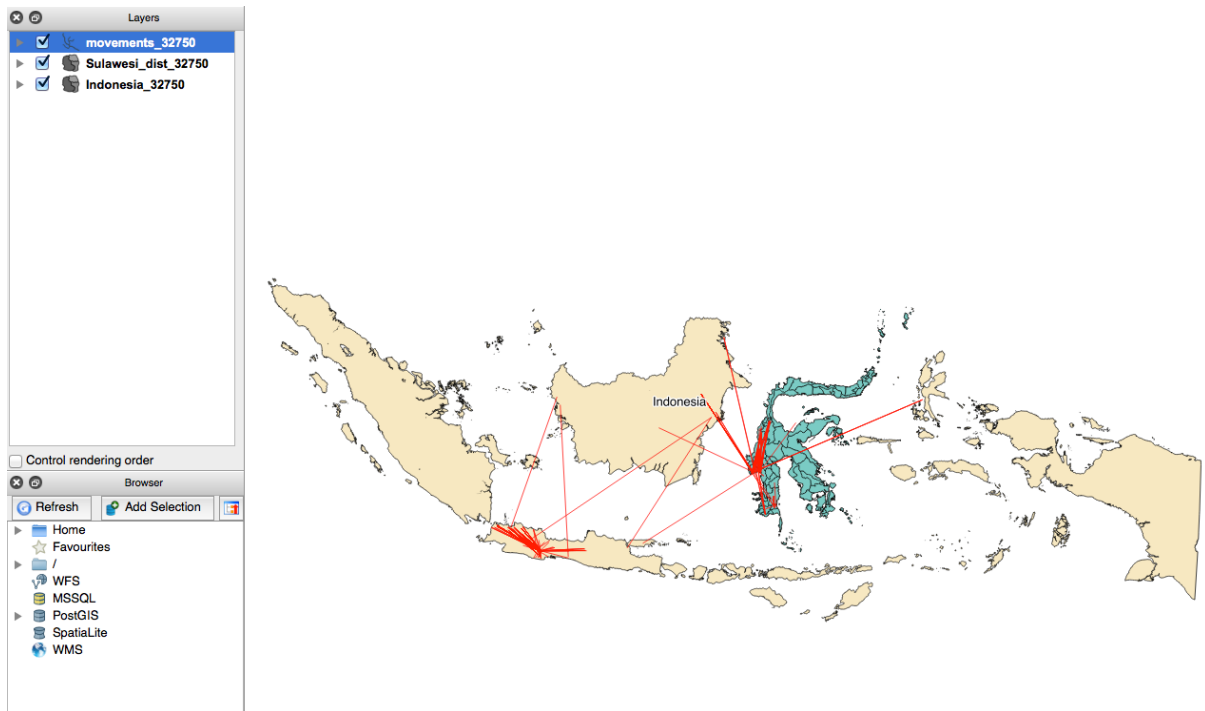 Layers
movements_32750
Sulawesi_dist_32750
Indonesia_32750
Control rendering order
Browser
Refresh
Add Selection
Home
Favourites
/
WFS
MSSQL
PostGIS
SpatiaLite
WMS
Indonesia